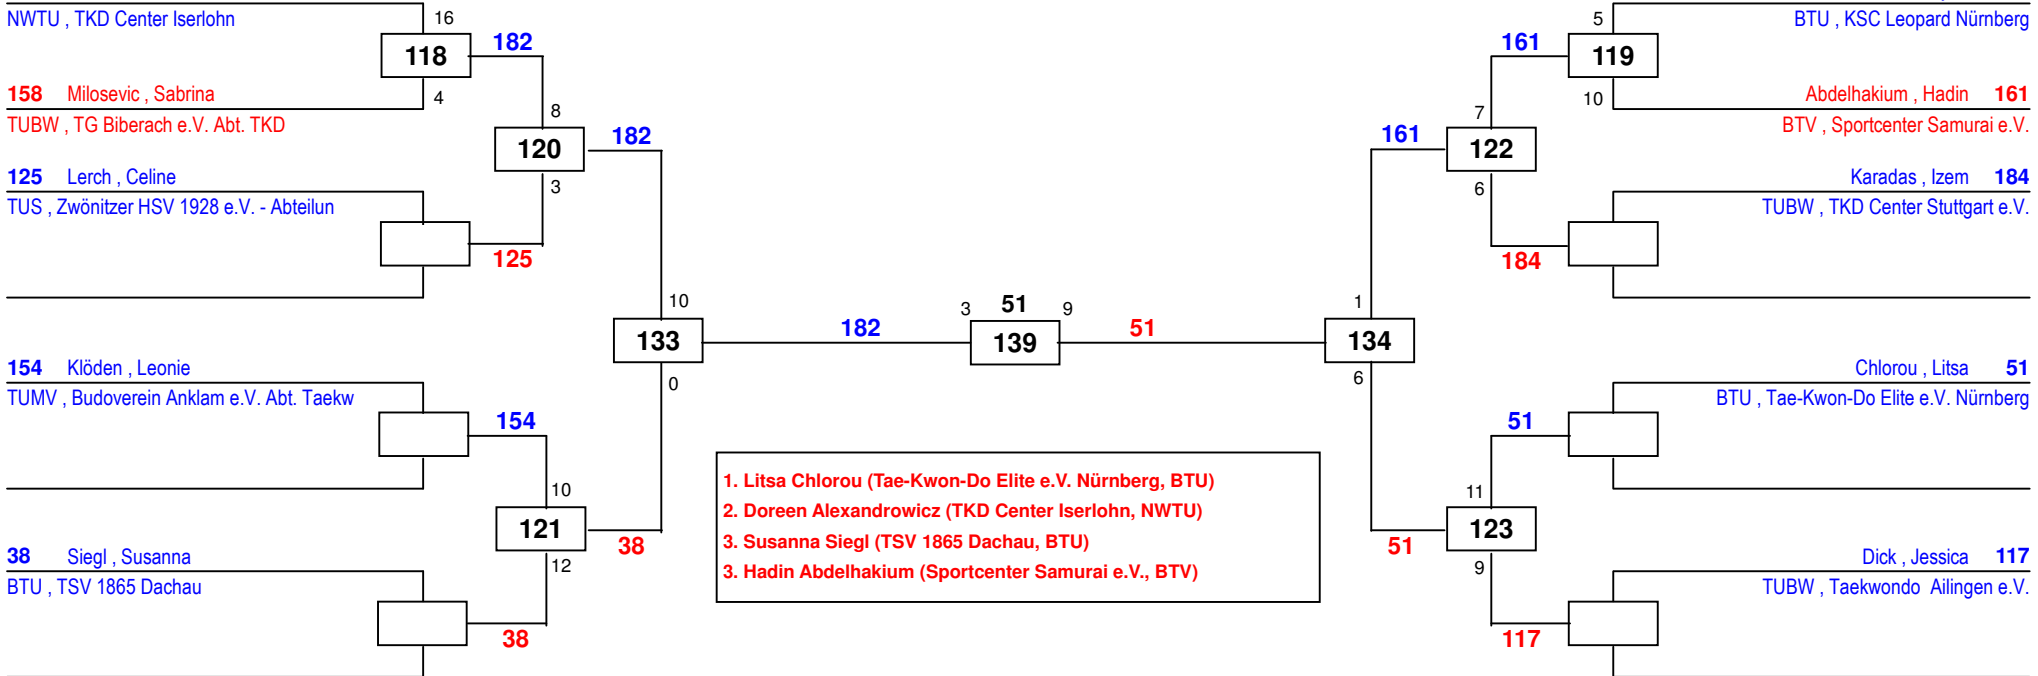 NWTU , TKD Center Iserlohn
16
118
182
4
158 Milosevic , Sabrina
TUBW , TG Biberach e.V. Abt. TKD
8
120
182
3
125 Lerch , Celine
TUS , Zwönitzer HSV 1928 e.V. - Abteilun
125
10
133
182
0
154 Klöden , Leonie
TUMV , Budoverein Anklam e.V. Abt. Taekw
154
10
121
38
12
38 Siegl , Susanna
BTU , TSV 1865 Dachau
38
3 51 9
139
51
1. Litsa Chlorou (Tae-Kwon-Do Elite e.V. Nürnberg, BTU)
2. Doreen Alexandrowicz (TKD Center Iserlohn, NWTU)
3. Susanna Siegl (TSV 1865 Dachau, BTU)
3. Hadin Abdelhakium (Sportcenter Samurai e.V., BTV)
BTU , KSC Leopard Nürnberg
5
161
119
10
Abdelhakium , Hadin 161
BTV , Sportcenter Samurai e.V.
7
161
122
6
Karadas , Izem 184
TUBW , TKD Center Stuttgart e.V.
184
1
134
6
Chlorou , Litsa 51
BTU , Tae-Kwon-Do Elite e.V. Nürnberg
51
11
123
51
9
Dick , Jessica 117
TUBW , Taekwondo Ailingen e.V.
117